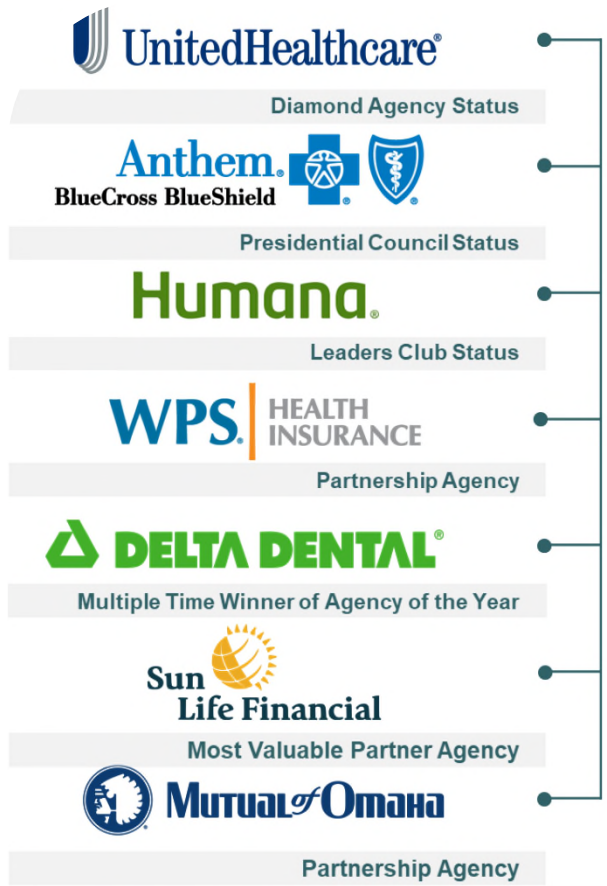 UnitedHealthcare®
Diamond Agency Status
Anthem®
BlueCross BlueShield ® ®
Presidential Council Status
Humana®
Leaders Club Status
WPS® HEALTH
INSURANCE
Partnership Agency
DELTA DENTAL®
Multiple Time Winner of Agency of the Year
Sun
Life Financial
Most Valuable Partner Agency
Mutual of Omaha
Partnership Agency